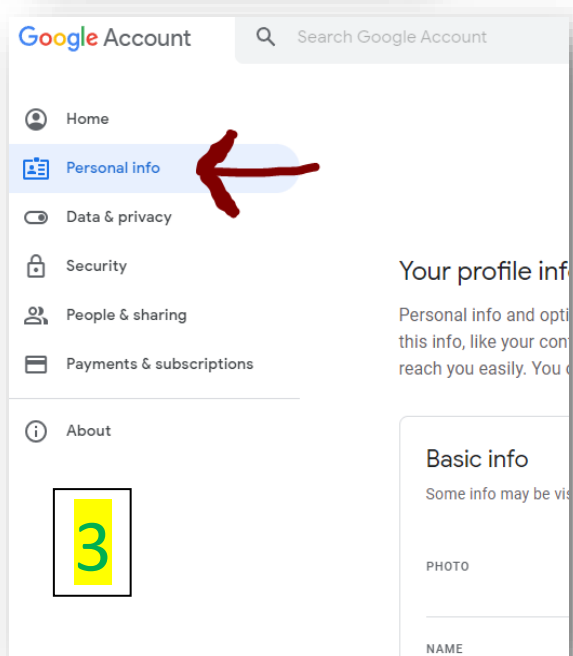 Google Account
Search Google Account
Home
Personal info
Data & privacy
Security
People & sharing
Payments & subscriptions
About
3
Your profile inf
Personal info and opti
this info, like your con
reach you easily. You
Basic info
Some info may be vis
PHOTO
NAME